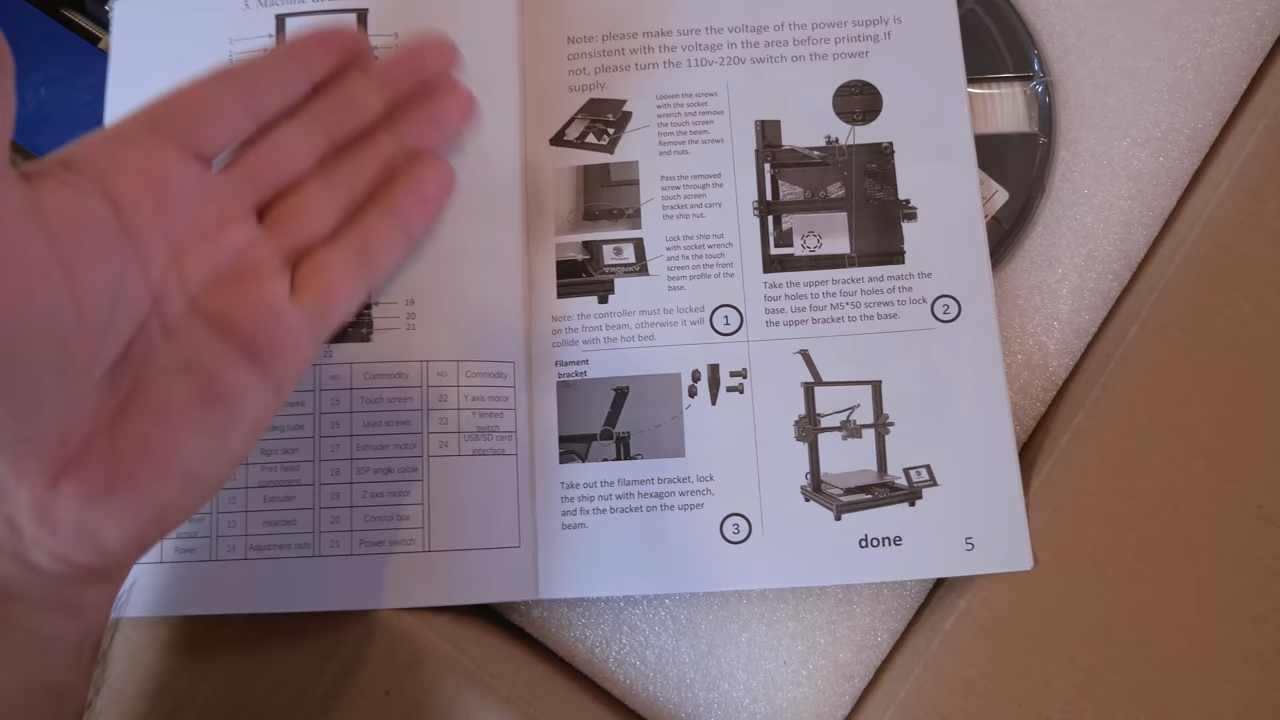 3. Machine
19
20
21
22
NO
Commodity
NO.
Commodity
15
Touch screen
22
Y axis motor
16
Lead screws
23
Y limited
switch
17
Extruder motor
24
USB/SD card
interface
Print head
component
18
30P single cable
12
Extruder
19
Z axis motor
13
Heatbed
20
Control box
Power
14
Adjustment nuts
21
Power switch
Note: please make sure the voltage of the power supply is
consistent with the voltage in the area before printing.If
not, please turn the 110v-220v switch on the power
supply.
Loosen the screws
with the socket
wrench and remove
the touch screen
from the beam.
Remove the screws
and nuts.
Pass the removed
screw through the
touch acreen
bracket and carry
the ship nut.
Lock the ship nut
with socket wrench
and fix the touch
screen on the front
beam profile of the
base.
Note: the controller must be locked
on the front beam, otherwise it will
collide with the hot bed.
1
Take the upper bracket and match the
four holes to the four holes of the
base. Use four M5*50 screws to lock
the upper bracket to the base.
2
Filament
bracket
Take out the filament bracket, lock
the ship nut with hexagon wrench,
and fix the bracket on the upper
beam.
3
done
5